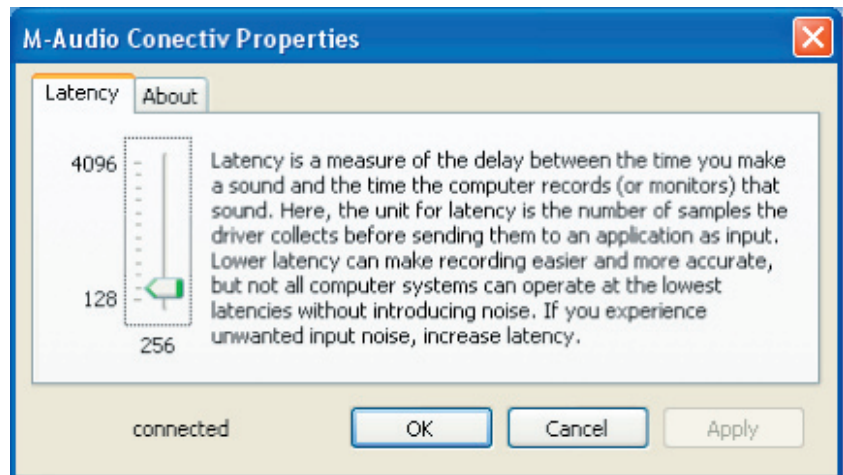 M-Audio Conectiv Properties
Latency About
4096
128
256
Latency is a measure of the delay between the time you make
a sound and the time the computer records (or monitors) that
sound. Here, the unit for latency is the number of samples the
driver collects before sending them to an application as input.
Lower latency can make recording easier and more accurate,
but not all computer systems can operate at the lowest
latencies without introducing noise. If you experience
unwanted input noise, increase latency.
connected OK Cancel Apply